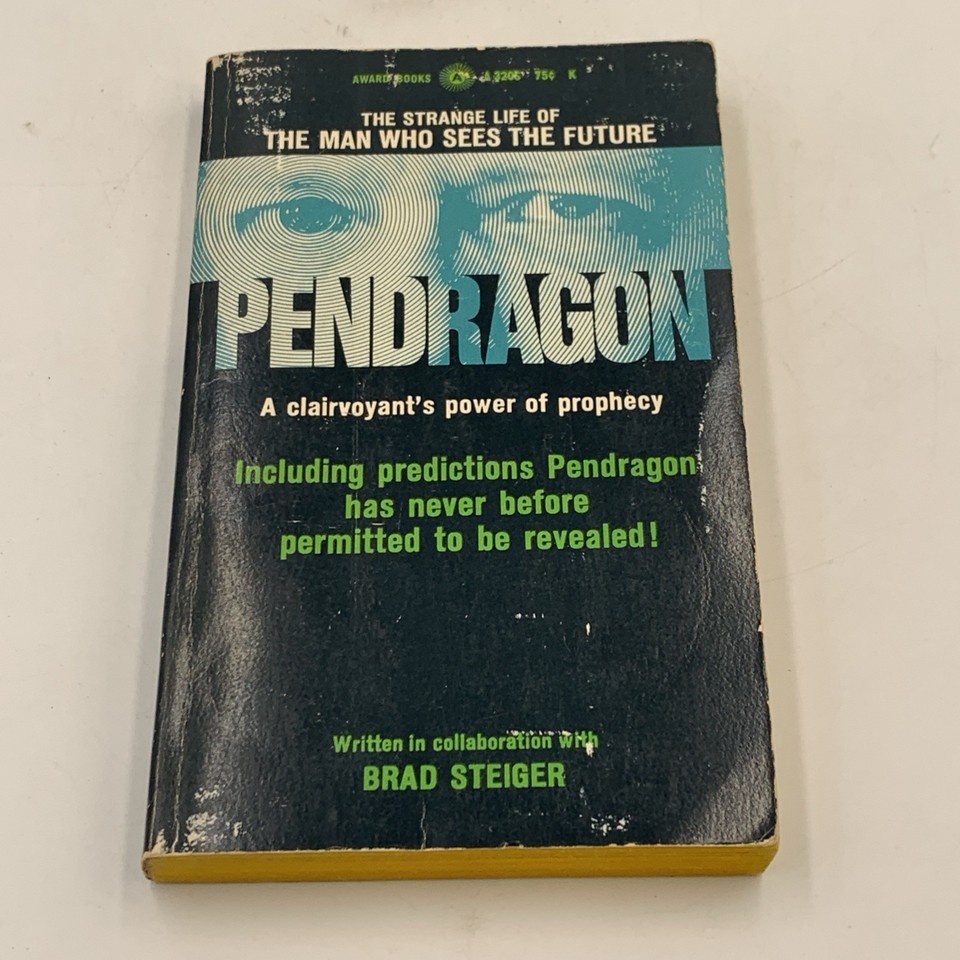 AWARD BOOKS A 320S 75¢ K
THE STRANGE LIFE OF
THE MAN WHO SEES THE FUTURE
PENDRAGON
A clairvoyant's power of prophecy
Including predictions Pendragon
has never before
permitted to be revealed!
Written in collaboration with
BRAD STEIGER